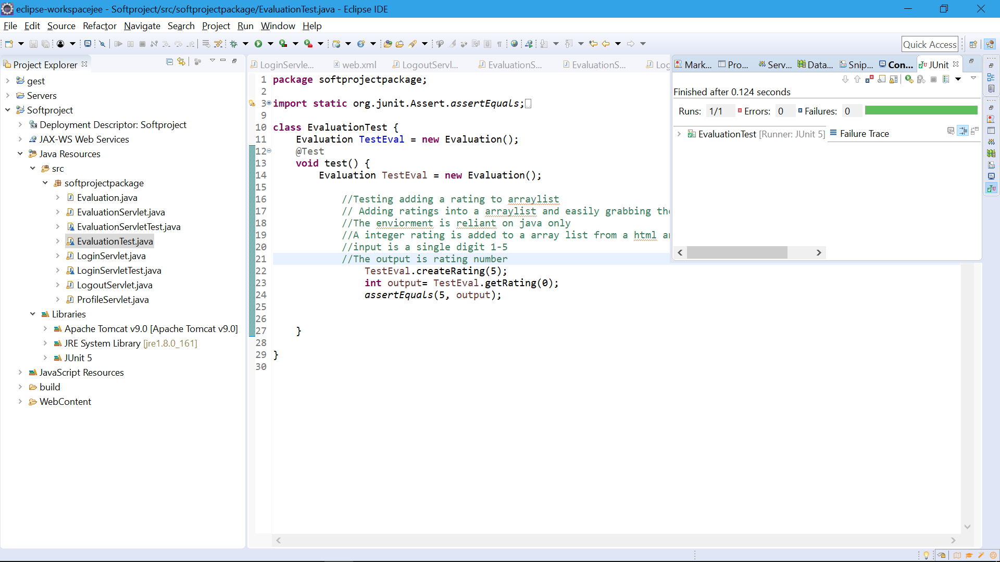 eclipse-workspacejee - Softproject/src/softprojectpackage/EvaluationTest.java - Eclipse IDE
File Edit Source Refactor Navigate Search Project Run Window Help
Quick Access
Project Explorer
gest
Servers
Softproject
Deployment Descriptor: Softproject
JAX-WS Web Services
Java Resources
src
softprojectpackage
Evaluation.java
EvaluationServlet.java
EvaluationServletTest.java
EvaluationTest.java
LoginServlet.java
LoginServletTest.java
LogoutServlet.java
ProfileServlet.java
Libraries
Apache Tomcat v9.0 [Apache Tomcat v9.0]
JRE System Library [jre1.8.0_161]
JUnit 5
JavaScript Resources
build
WebContent
LoginServle... web.xml LogoutServl... EvaluationS... EvaluationS... Log
1 package softprojectpackage;
2
3 import static org.junit.Assert.assertEquals;
9
10 class EvaluationTest {
11 Evaluation TestEval = new Evaluation();
12 @Test
13 void test() {
14 Evaluation TestEval = new Evaluation();
15
16 //Testing adding a rating to arraylist
17 // Adding ratings into a arraylist and easily grabbing the
18 //The enviorment is reliant on java only
19 //A integer rating is added to a array list from a html an
20 //input is a single digit 1-5
21 //The output is rating number
22 TestEval.createRating(5);
23 int output= TestEval.getRating(0);
24 assertEquals(5, output);
25
26
27 }
28
29 }
30
Mark... Pro... Serv... Data... Snip... Con... JUnit
Finished after 0.124 seconds
Runs: 1/1 Errors: 0 Failures: 0
EvaluationTest [Runner: JUnit 5] Failure Trace